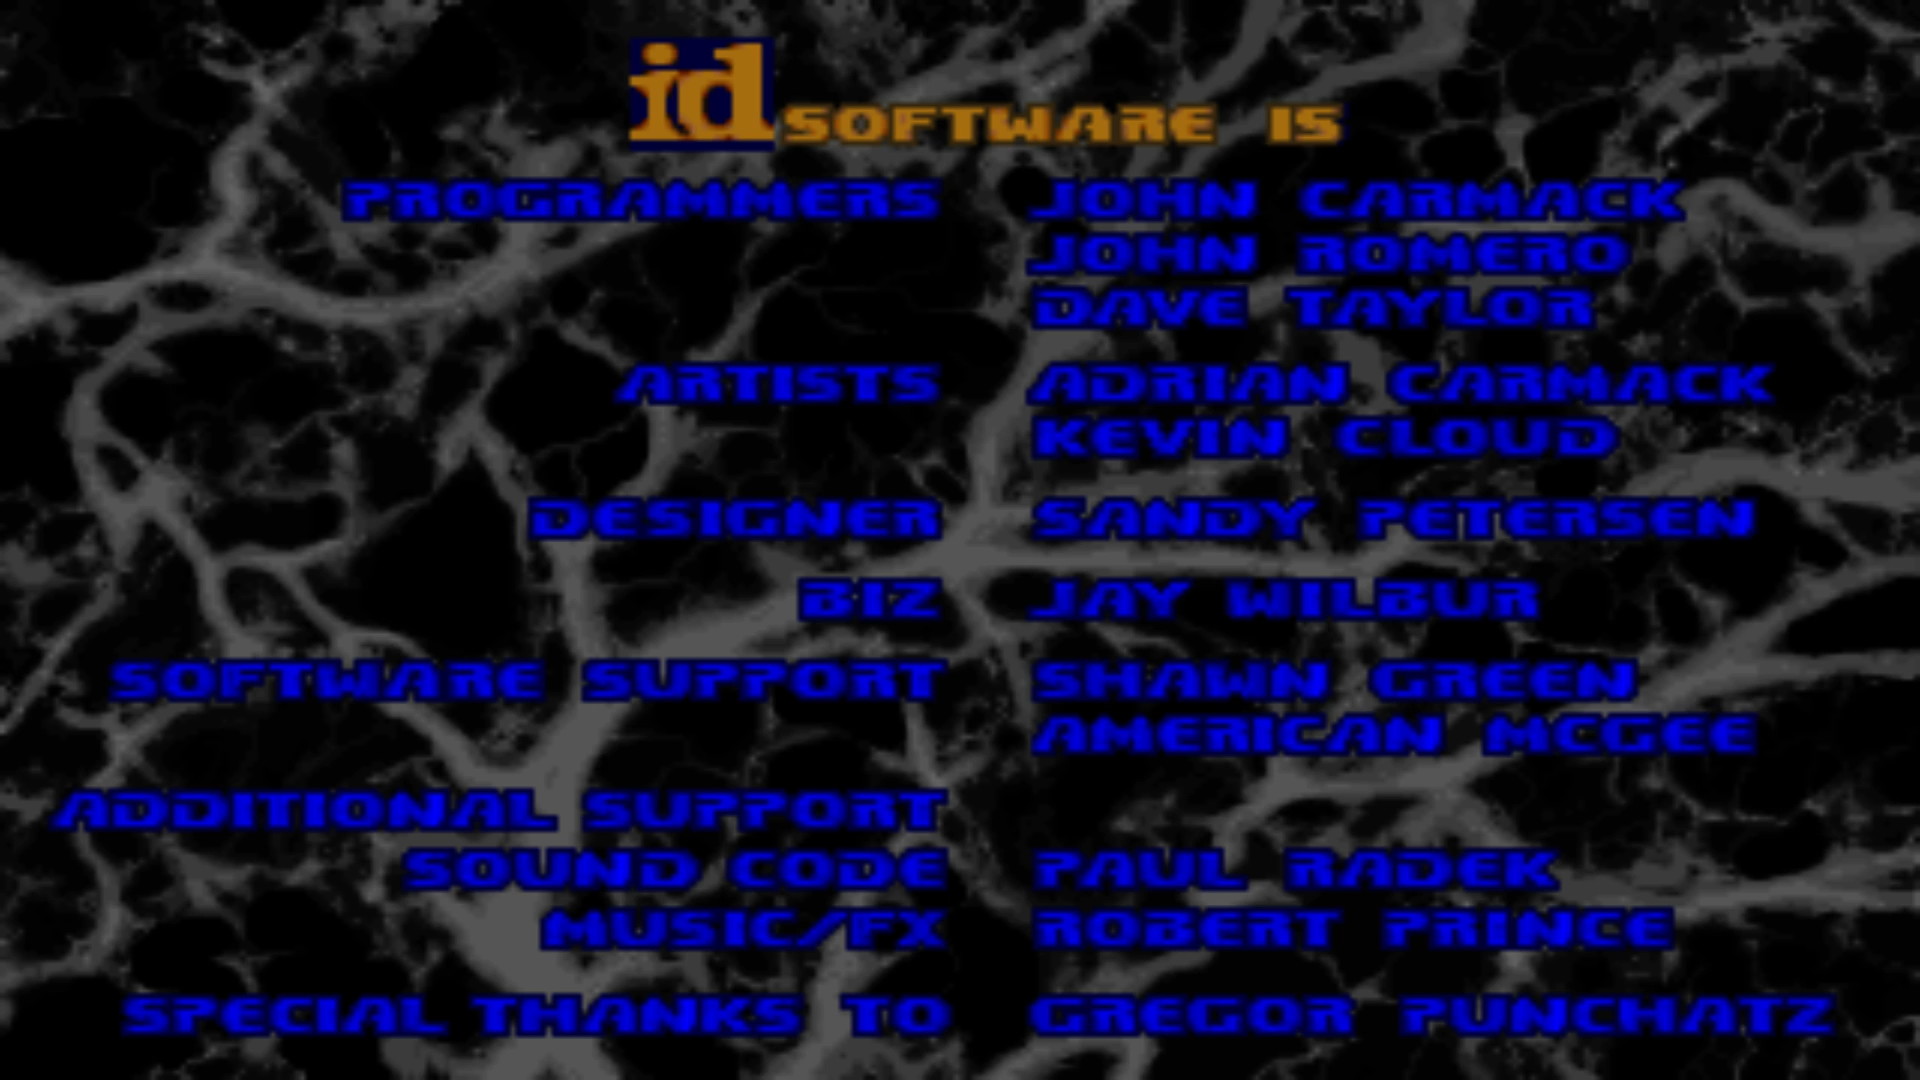 id SOFTWARE IS
PROGRAMMERS JOHN CARMACK
JOHN ROMERO
DAVE TAYLOR
ARTISTS ADRIAN CARMACK
KEVIN CLOUD
DESIGNER SANDY PETERSEN
BIZ JAY WILBUR
SOFTWARE SUPPORT SHAWN GREEN
AMERICAN MCGEE
ADDITIONAL SUPPORT
SOUND CODE PAUL RADEK
MUSIC/FX ROBERT PRINCE
SPECIAL THANKS TO GREGOR PUNCHATZ